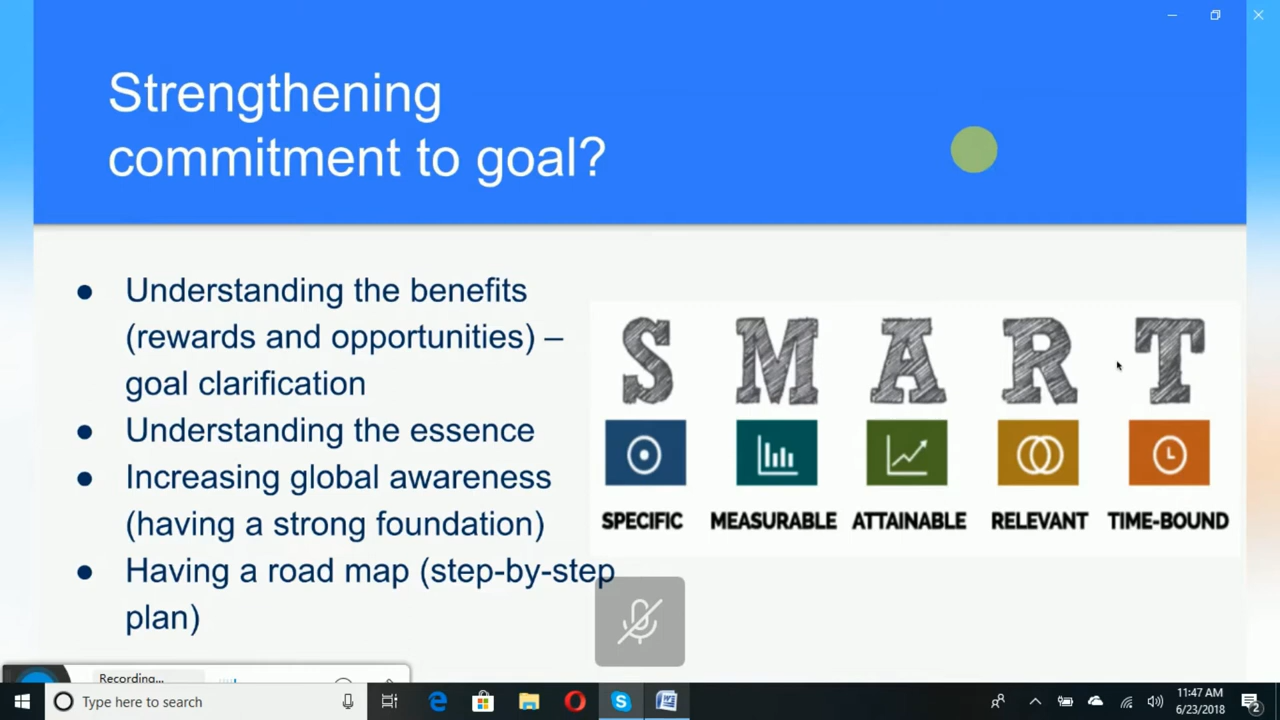 Strengthening
commitment to goal?
● Understanding the benefits
(rewards and opportunities) –
goal clarification
● Understanding the essence
● Increasing global awareness
(having a strong foundation)
● Having a road map (step-by-step
plan)
S M A R T
SPECIFIC MEASURABLE ATTAINABLE RELEVANT TIME-BOUND
Recording...
Type here to search
11:47 AM
6/23/2018
2